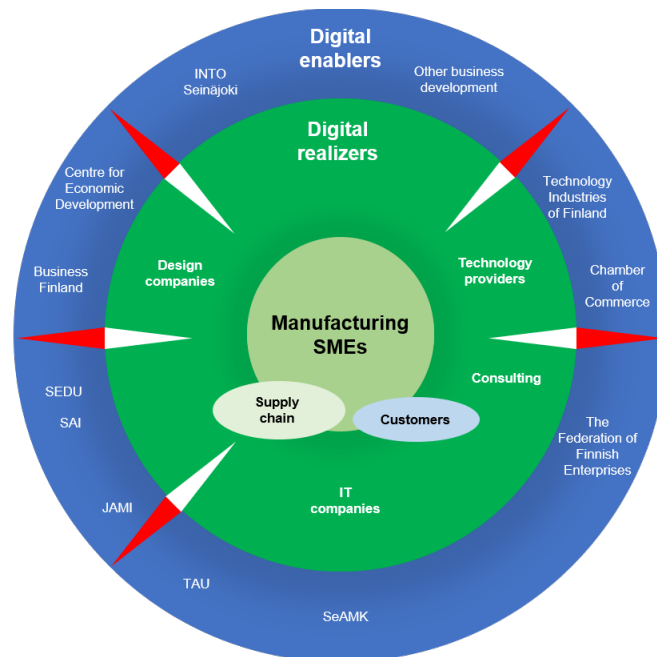 Digital
enablers
INTO
Seinäjoki
Other business
development
Digital
realizers
Centre for
Economic
Development
Technology
Industries
of Finland
Design
companies
Technology
providers
Business
Finland
Chamber
of
Commerce
Manufacturing
SMEs
Consulting
SEDU
SAI
Supply
chain
Customers
The
Federation of
Finnish
Enterprises
IT
companies
JAMI
TAU
SeAMK